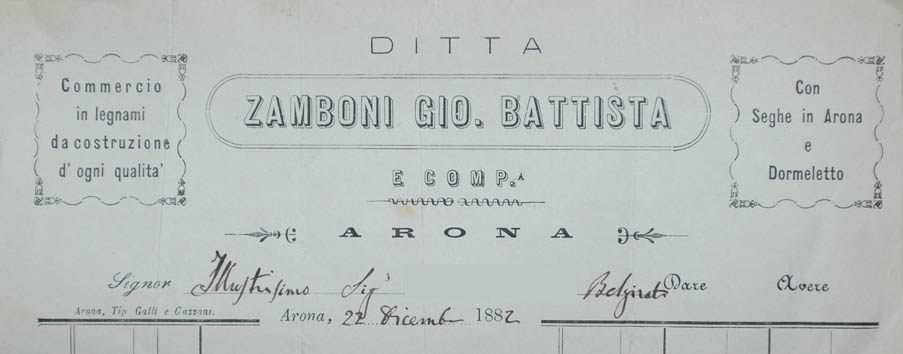 DITTA
ZAMBONI GIO. BATTISTA
E COMP.A
ARONA
Commercio
in legnami
da costruzione
d' ogni qualita'
Con
Seghe in Arona
e
Dormeletto
Signor Illustrissimo Sig' Belgirate Dare Avere
Arona, Tip Galli e Cazzani.
Arona, 22 Dicemb 1882